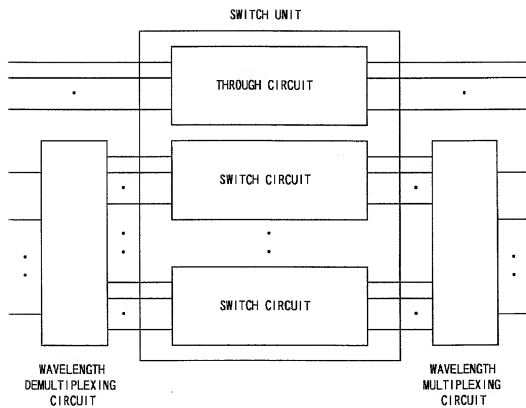 SWITCH UNIT
THROUGH CIRCUIT
SWITCH CIRCUIT
SWITCH CIRCUIT
WAVELENGTH
DEMULTIPLEXING
CIRCUIT
WAVELENGTH
MULTIPLEXING
CIRCUIT